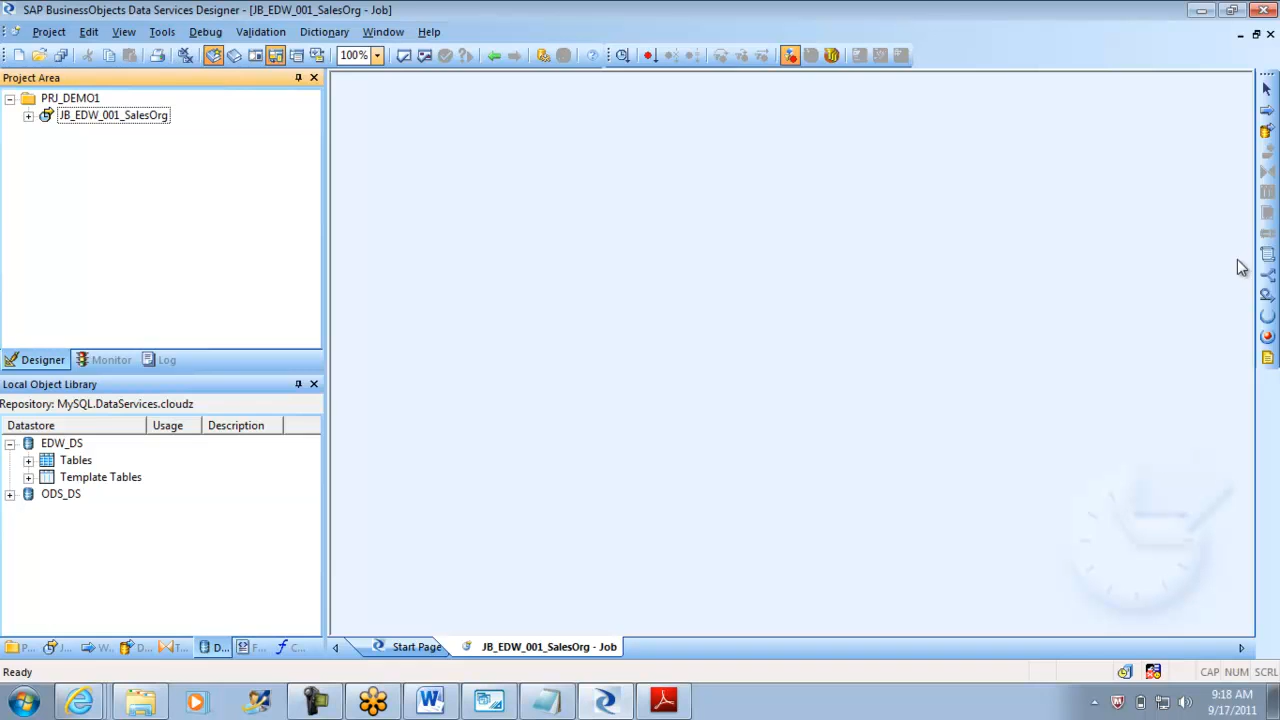 SAP BusinessObjects Data Services Designer - [JB_EDW_001_SalesOrg - Job]
Project Edit View Tools Debug Validation Dictionary Window Help
100%
Project Area
PRJ_DEMO1
JB_EDW_001_SalesOrg
Designer Monitor Log
Local Object Library
Repository: MySQL.DataServices.cloudz
Datastore Usage Description
EDW_DS
Tables
Template Tables
ODS_DS
P... J... W... D... T... D... F... C...
Start Page JB_EDW_001_SalesOrg - Job
Ready CAP NUM SCRL
9:18 AM
9/17/2011